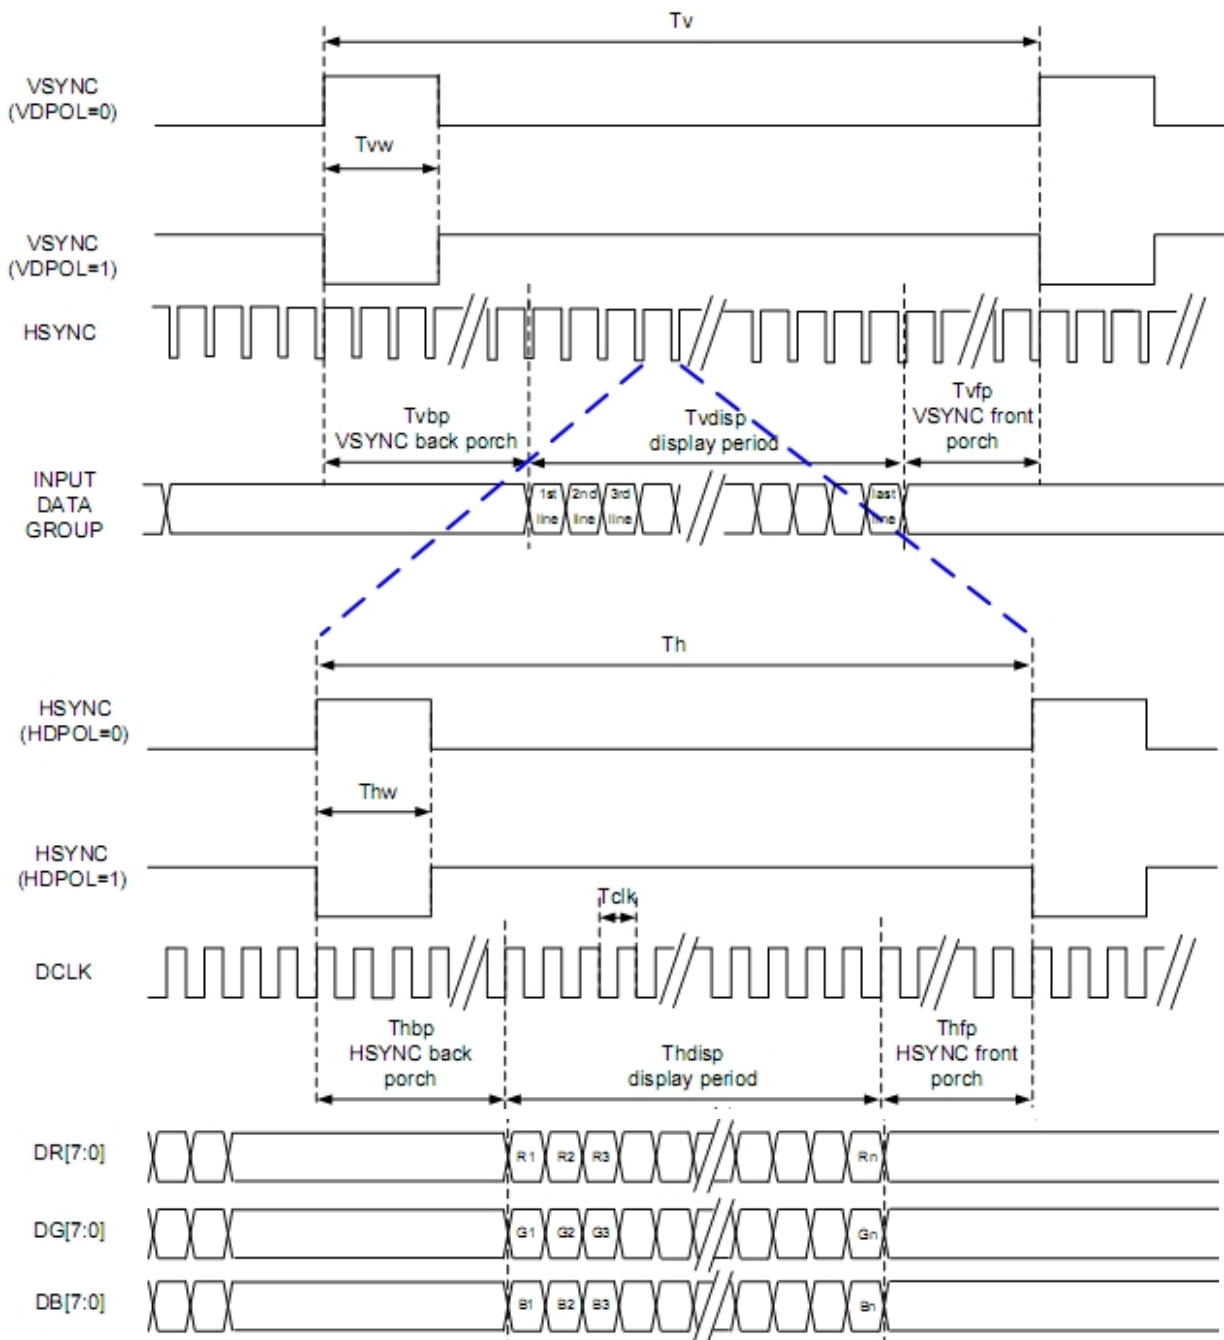 Tv
VSYNC
(VDPOL=0)
Tvw
VSYNC
(VDPOL=1)
HSYNC
Tvbp
VSYNC back porch
Tvdisp
display period
Tvfp
VSYNC front
porch
INPUT
DATA
GROUP
1st
line
2nd
line
3rd
line
last
line
Th
HSYNC
(HDPOL=0)
Thw
HSYNC
(HDPOL=1)
Tclk
DCLK
Thbp
HSYNC back
porch
Thdisp
display period
Thfp
HSYNC front
porch
DR[7:0]
R1
R2
R3
Rn
DG[7:0]
G1
G2
G3
Gn
DB[7:0]
B1
B2
B3
Bn